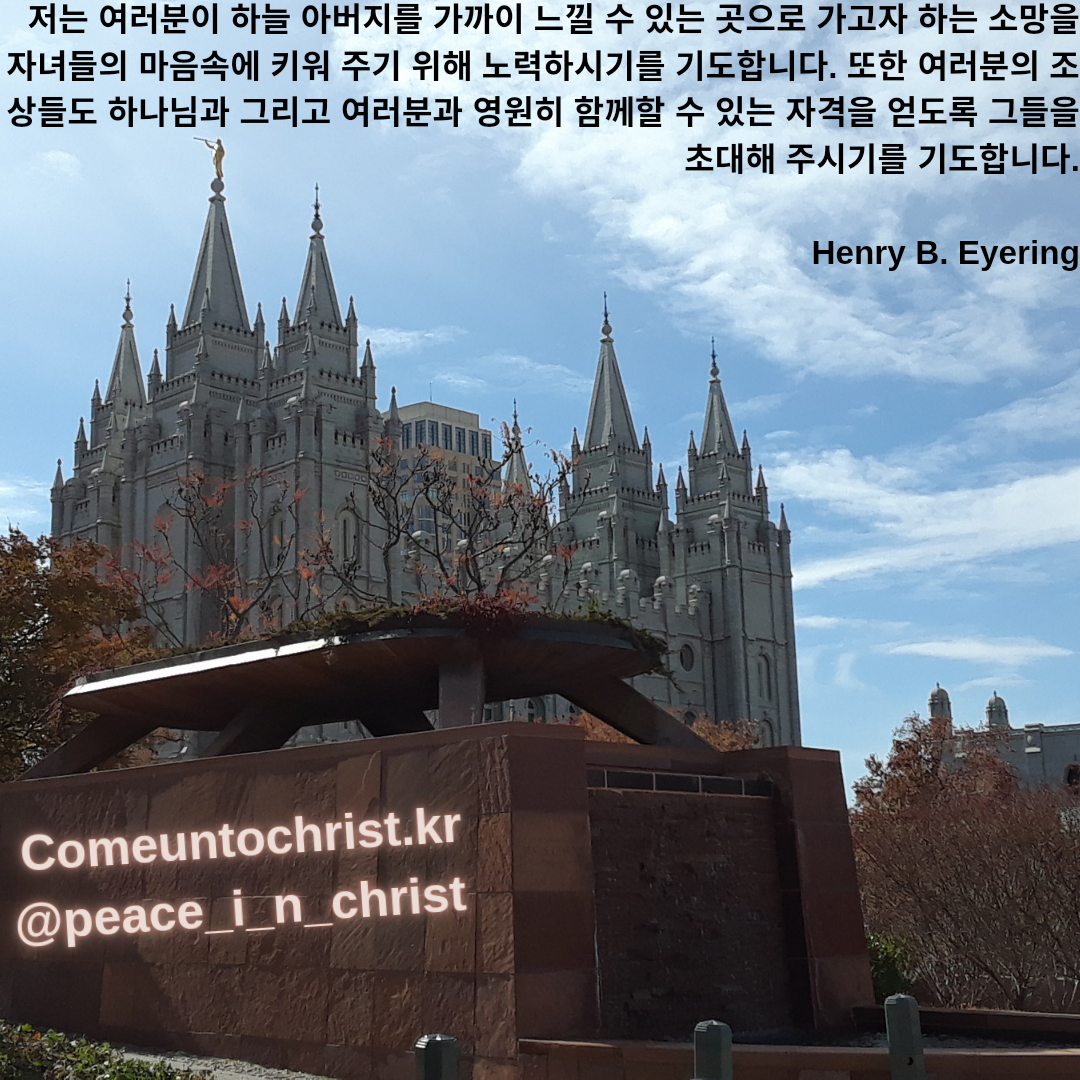 저는 여러분이 하늘 아버지를 가까이 느낄 수 있는 곳으로 가고자 하는 소망을
자녀들의 마음속에 키워 주기 위해 노력하시기를 기도합니다. 또한 여러분의 조
상들도 하나님과 그리고 여러분과 영원히 함께할 수 있는 자격을 얻도록 그들을
초대해 주시기를 기도합니다.
Henry B. Eyering
Comeuntochrist.kr
@peace_i_n_christ